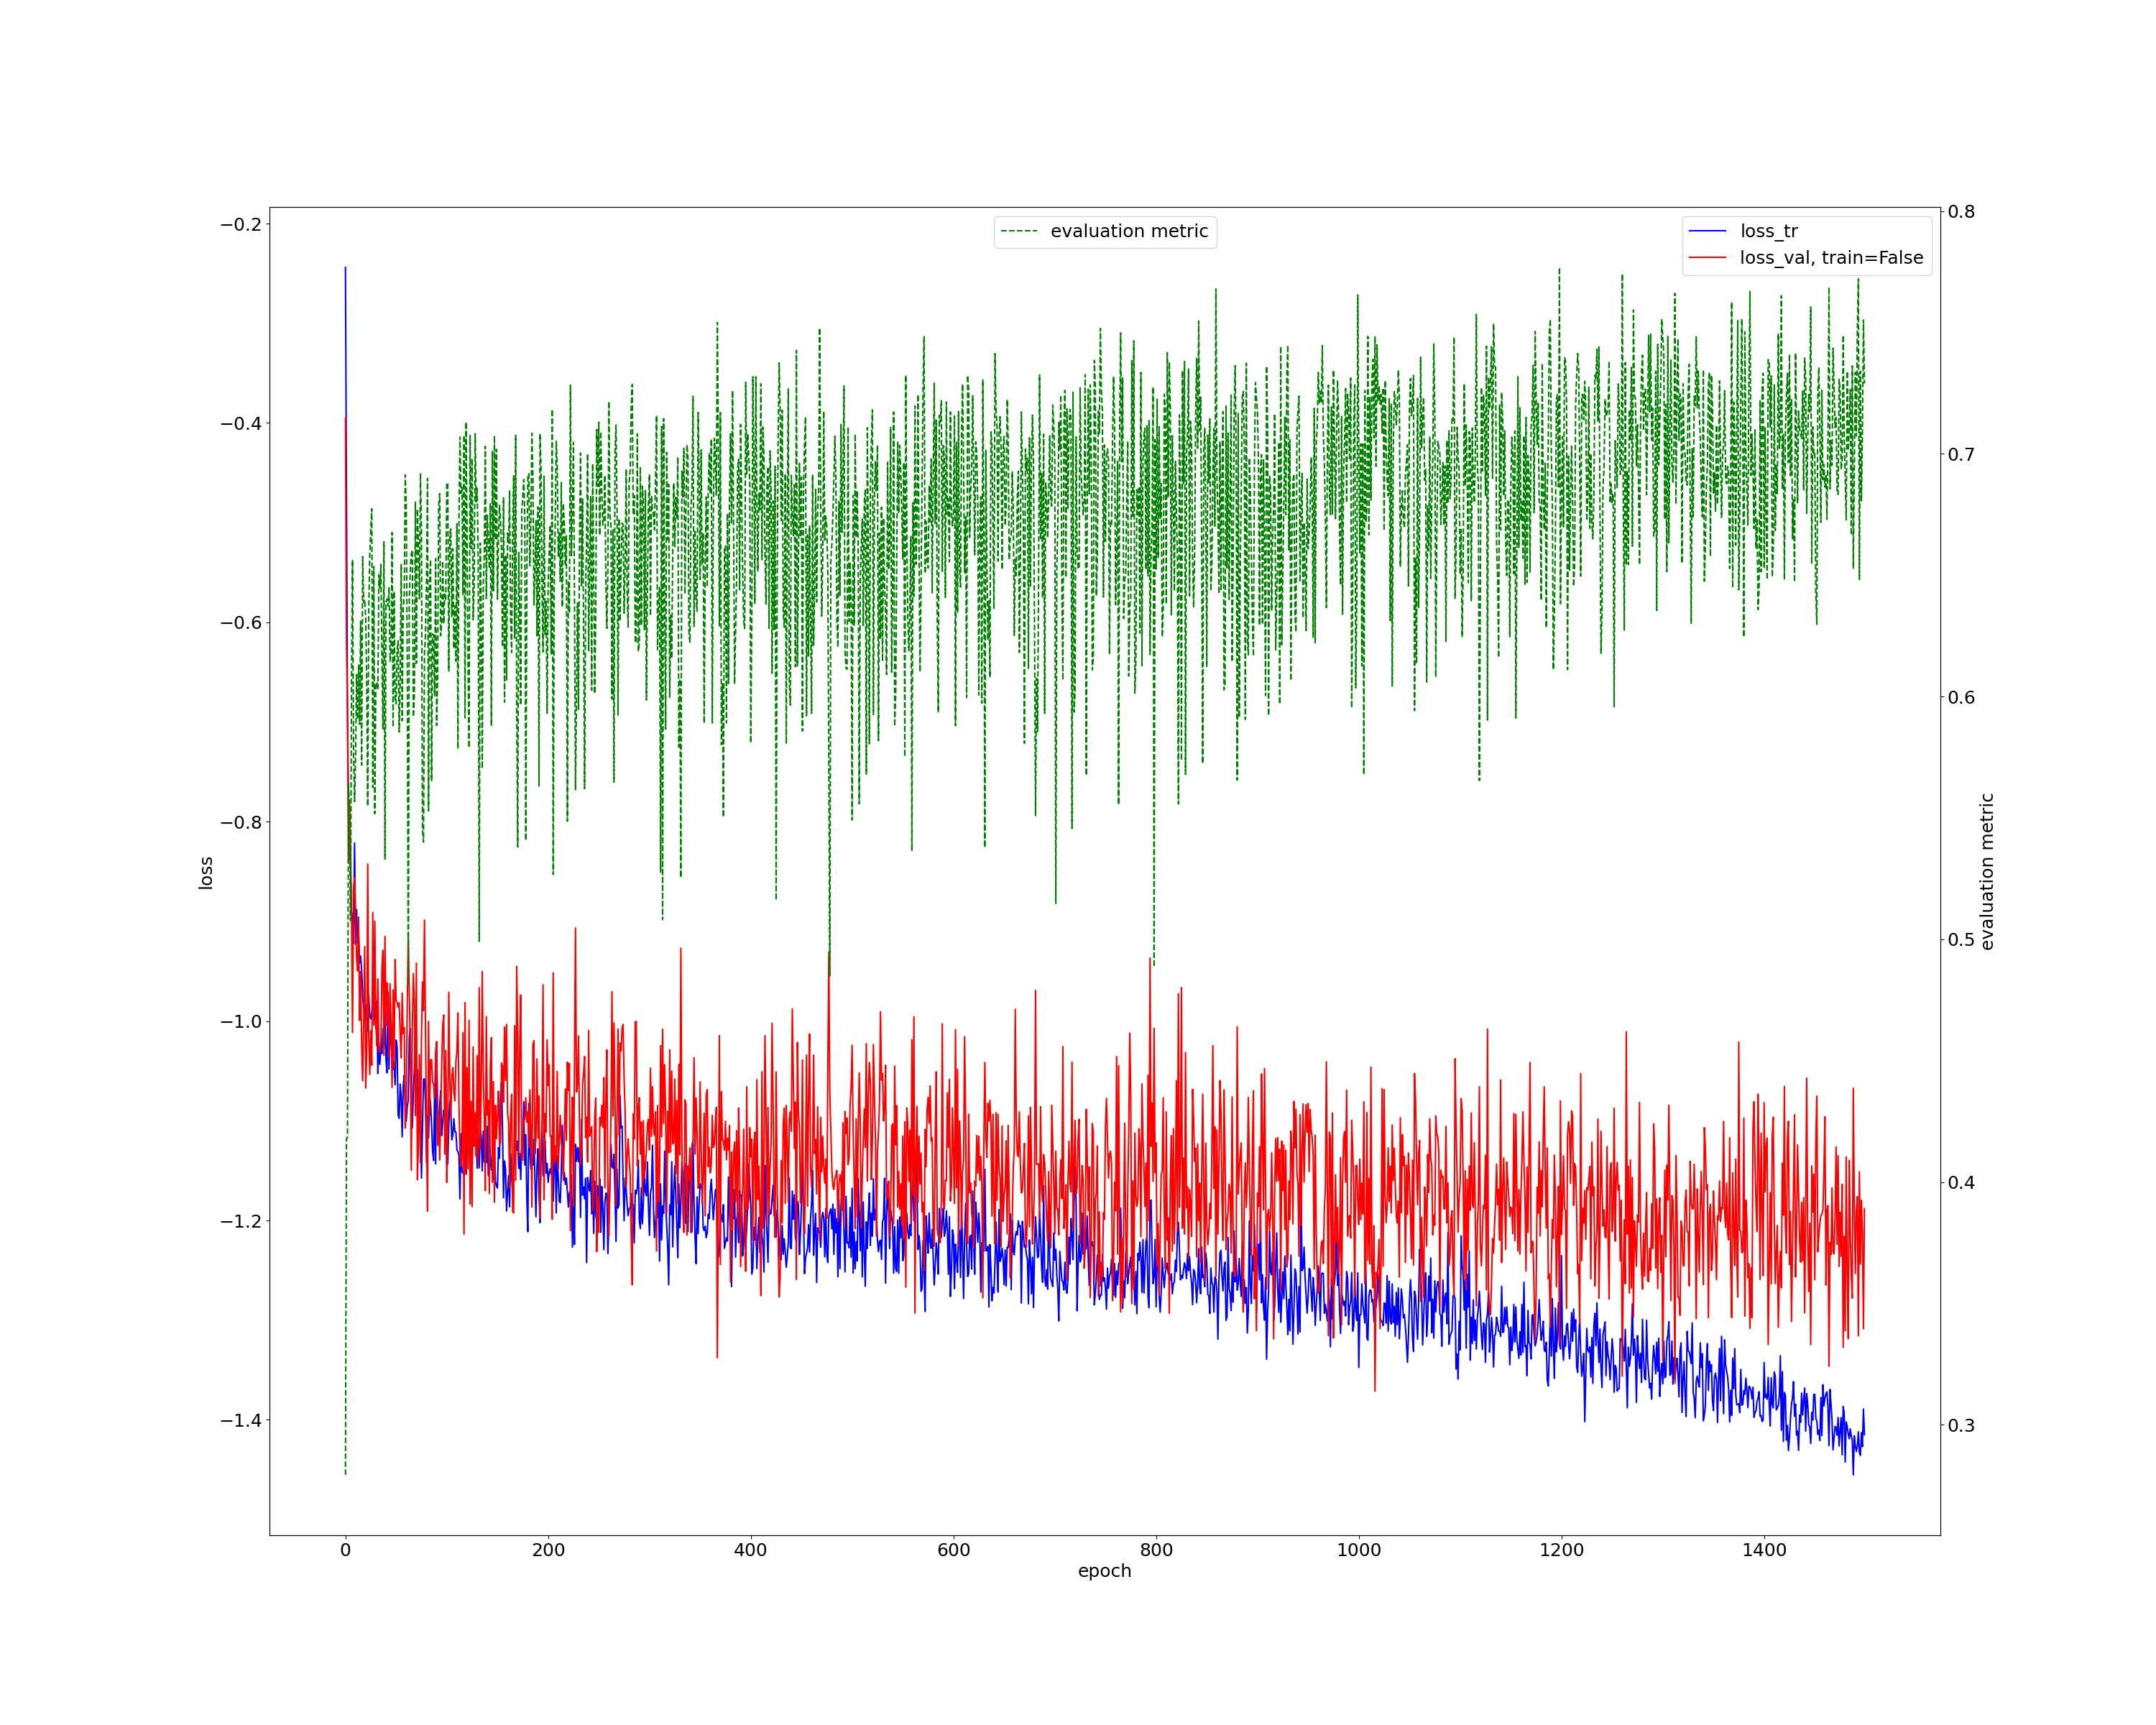 evaluation metric
loss_tr
loss_val, train=False
−0.2
−0.4
−0.6
−0.8
−1.0
−1.2
−1.4
loss
0.8
0.7
0.6
0.5
0.4
0.3
evaluation metric
0 200 400 600 800 1000 1200 1400
epoch